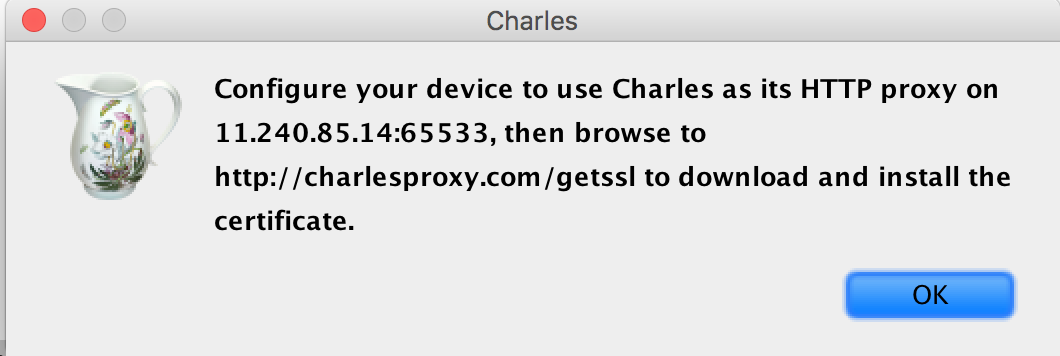 Charles
Configure your device to use Charles as its HTTP proxy on
11.240.85.14:65533, then browse to
http://charlesproxy.com/getssl to download and install the
certificate.
OK